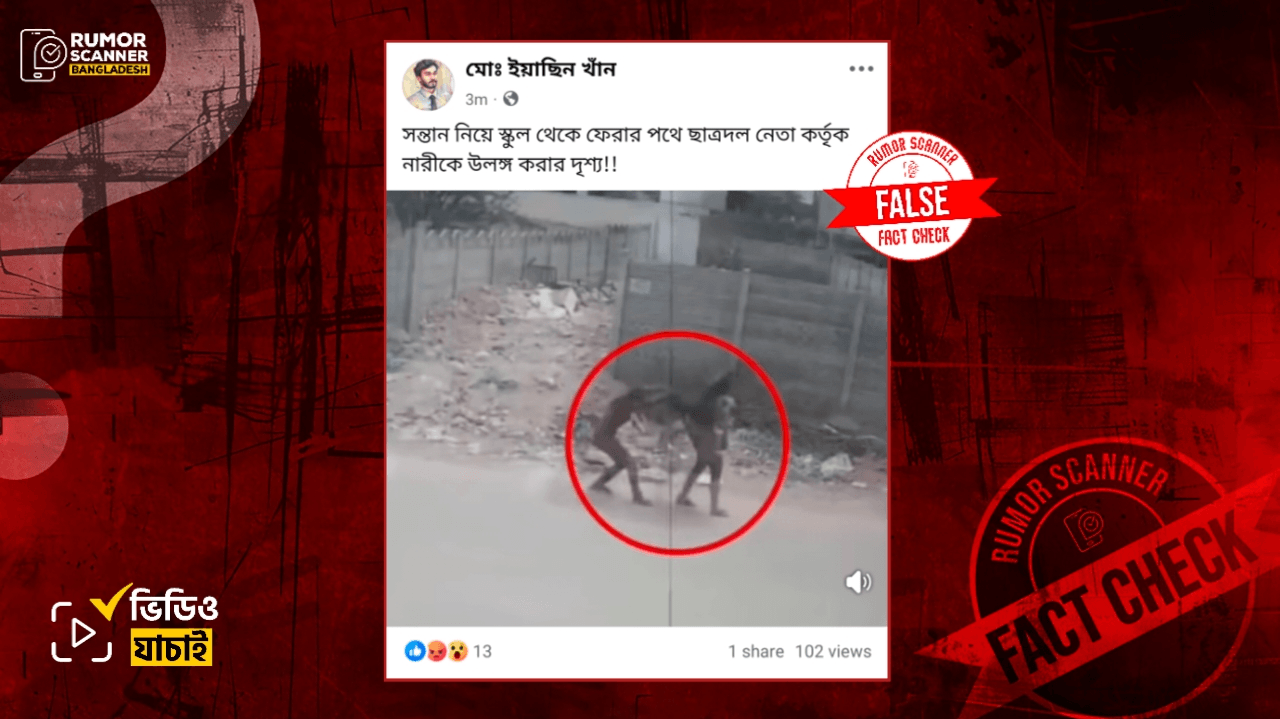 RUMOR
SCANNER
BANGLADESH
মোঃ ইয়াছিন খাঁন
3m ·
সন্তান নিয়ে স্কুল থেকে ফেরার পথে ছাত্রদল নেতা কর্তৃক
নারীকে উলঙ্গ করার দৃশ্য!!
RUMOR SCANNER
FALSE
FACT CHECK
ভিডিও
যাচাই
13
1 share 102 views
RUMOR SCANNER
FACT CHECK